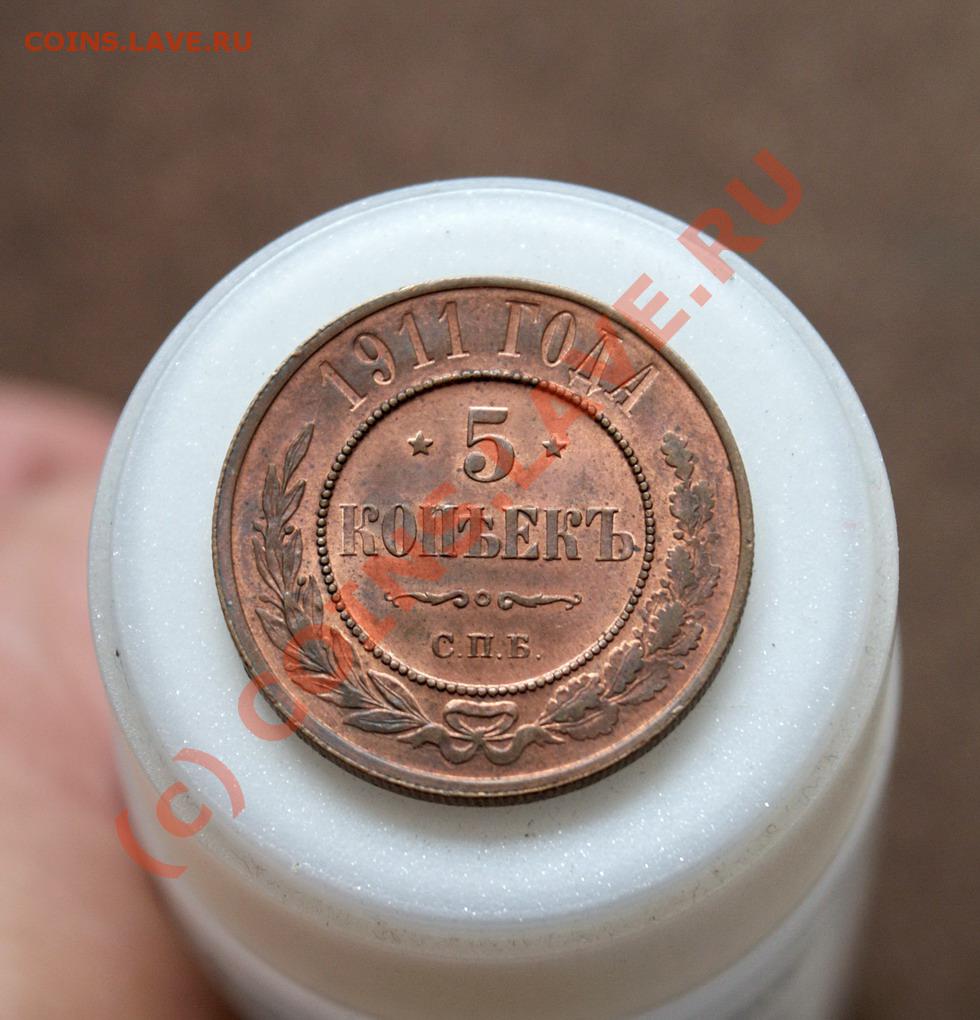 COINS.LAVE.RU
1911 ГОДА
5
КОПѢЕКЪ
С.П.Б.
(c) COINS.LAVE.RU